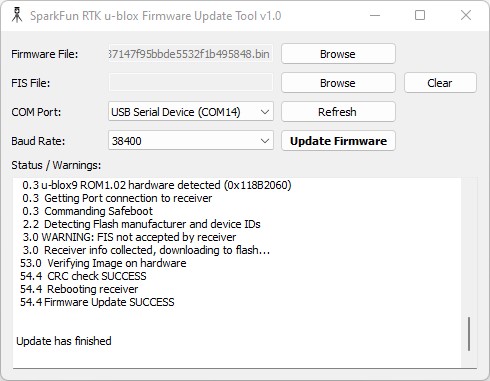 SparkFun RTK u-blox Firmware Update Tool v1.0
Firmware File: 37147f95bbde5532f1b495848.bin Browse
FIS File: Browse Clear
COM Port: USB Serial Device (COM14) Refresh
Baud Rate: 38400 Update Firmware
Status / Warnings:
0.3 u-blox9 ROM1.02 hardware detected (0x118B2060)
0.3 Getting Port connection to receiver
0.3 Commanding Safeboot
2.2 Detecting Flash manufacturer and device IDs
3.0 WARNING: FIS not accepted by receiver
3.0 Receiver info collected, downloading to flash...
53.0 Verifying Image on hardware
54.4 CRC check SUCCESS
54.4 Rebooting receiver
54.4 Firmware Update SUCCESS
Update has finished